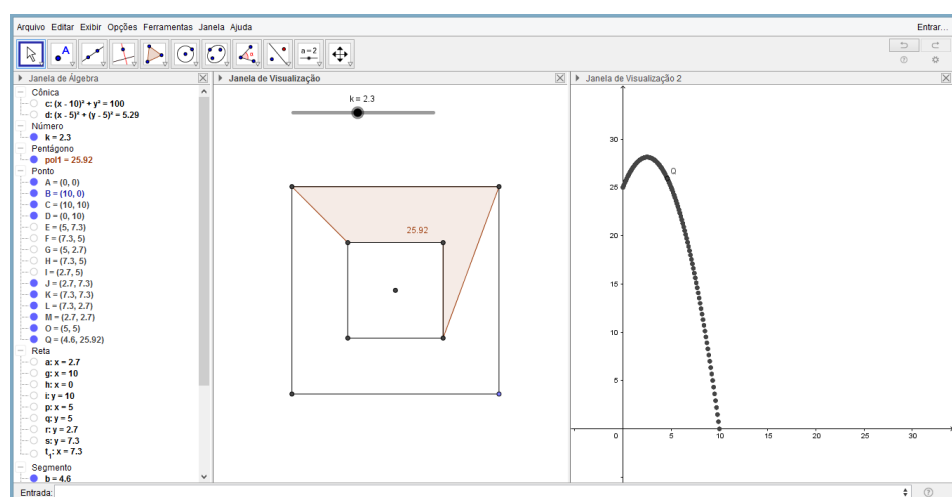 Arquivo Editar Exibir Opções Ferramentas Janela Ajuda Entrar...
A
a=2
Janela de Álgebra
Cônica
c: (x - 10)² + y² = 100
d: (x - 5)² + (y - 5)² = 5.29
Número
k = 2.3
Pentágono
pol1 = 25.92
Ponto
A = (0, 0)
B = (10, 0)
C = (10, 10)
D = (0, 10)
E = (5, 7.3)
F = (7.3, 5)
G = (5, 2.7)
H = (7.3, 5)
I = (2.7, 5)
J = (2.7, 7.3)
K = (7.3, 7.3)
L = (7.3, 2.7)
M = (2.7, 2.7)
O = (5, 5)
Q = (4.6, 25.92)
Reta
a: x = 2.7
g: x = 10
h: x = 0
i: y = 10
p: x = 5
q: y = 5
r: y = 2.7
s: y = 7.3
t₁: x = 7.3
Segmento
b = 4.6
Janela de Visualização
k = 2.3
25.92
Janela de Visualização 2
30
Q
25
20
15
10
5
0 5 10 15 20 25 30
Entrada: